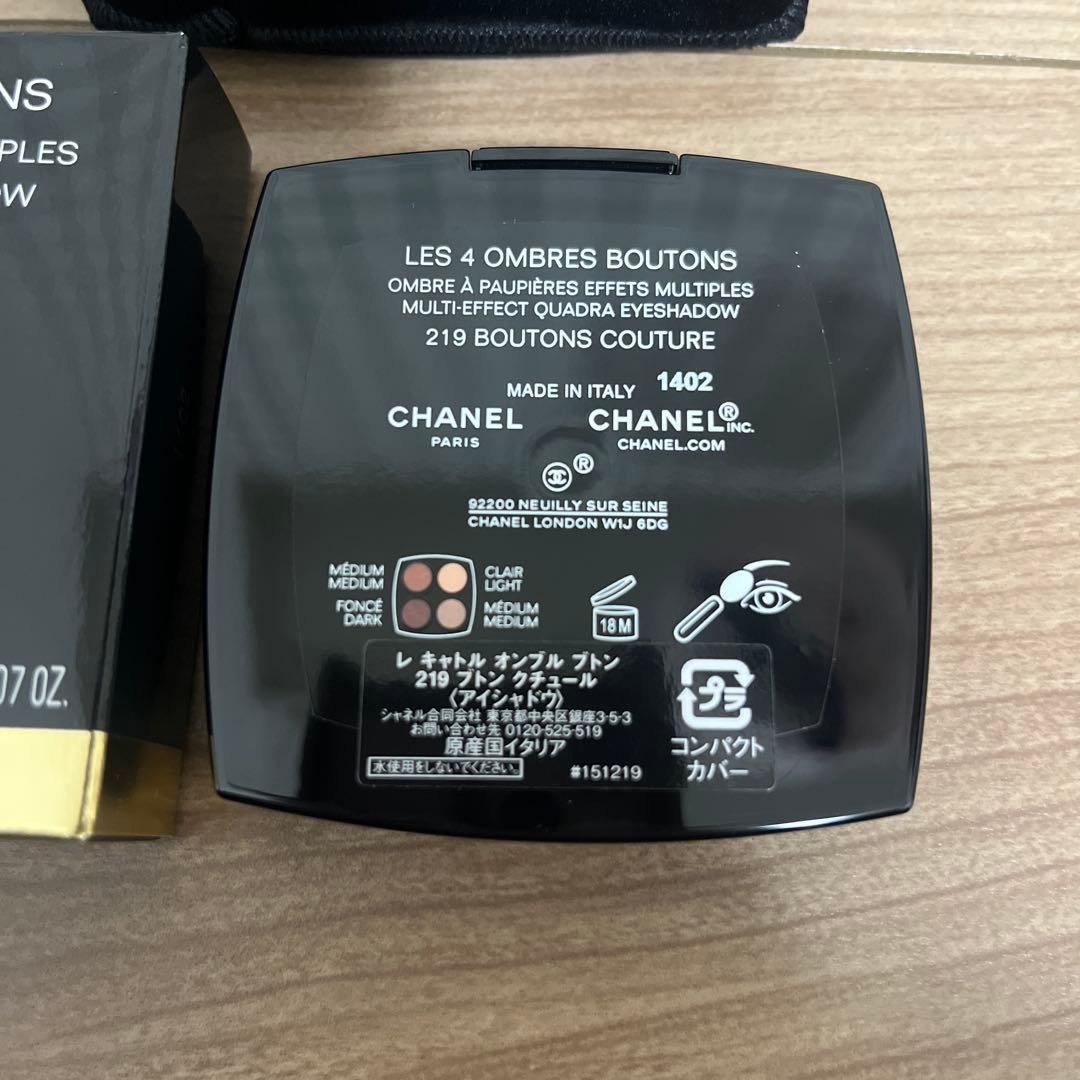 NS
PLES
OW
07 OZ.
LES 4 OMBRES BOUTONS
OMBRE À PAUPIÈRES EFFETS MULTIPLES
MULTI-EFFECT QUADRA EYESHADOW
219 BOUTONS COUTURE
MADE IN ITALY 1402
CHANEL
PARIS
CHANEL® INC.
CHANEL.COM
®
92200 NEUILLY SUR SEINE
CHANEL LONDON W1J 6DG
MÉDIUM
MEDIUM
CLAIR
LIGHT
FONCÉ
DARK
MÉDIUM
MEDIUM
18 M
レ キャトル オンブル ブトン
219 ブトン クチュール
〈アイシャドウ〉
シャネル合同会社 東京都中央区銀座3-5-3
お問い合わせ先 0120-525-519
原産国イタリア
水使用をしないでください。
#151219
プラ
コンパクト
カバー